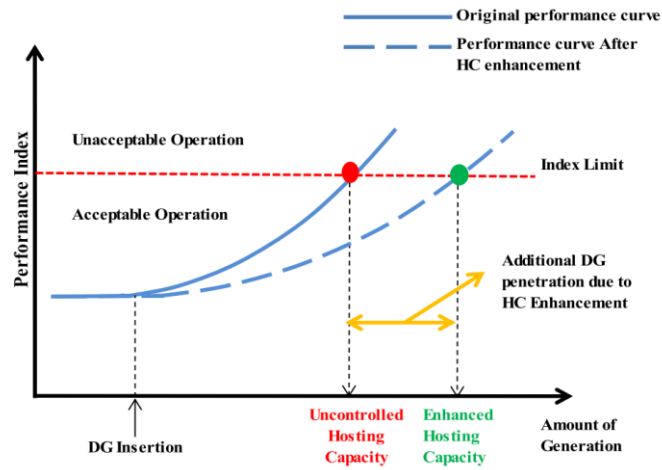 Original performance curve
Performance curve After
HC enhancement
Performance Index
Unacceptable Operation
Index Limit
Acceptable Operation
Additional DG
penetration due to
HC Enhancement
DG Insertion
Uncontrolled
Hosting
Capacity
Enhanced
Hosting
Capacity
Amount of
Generation